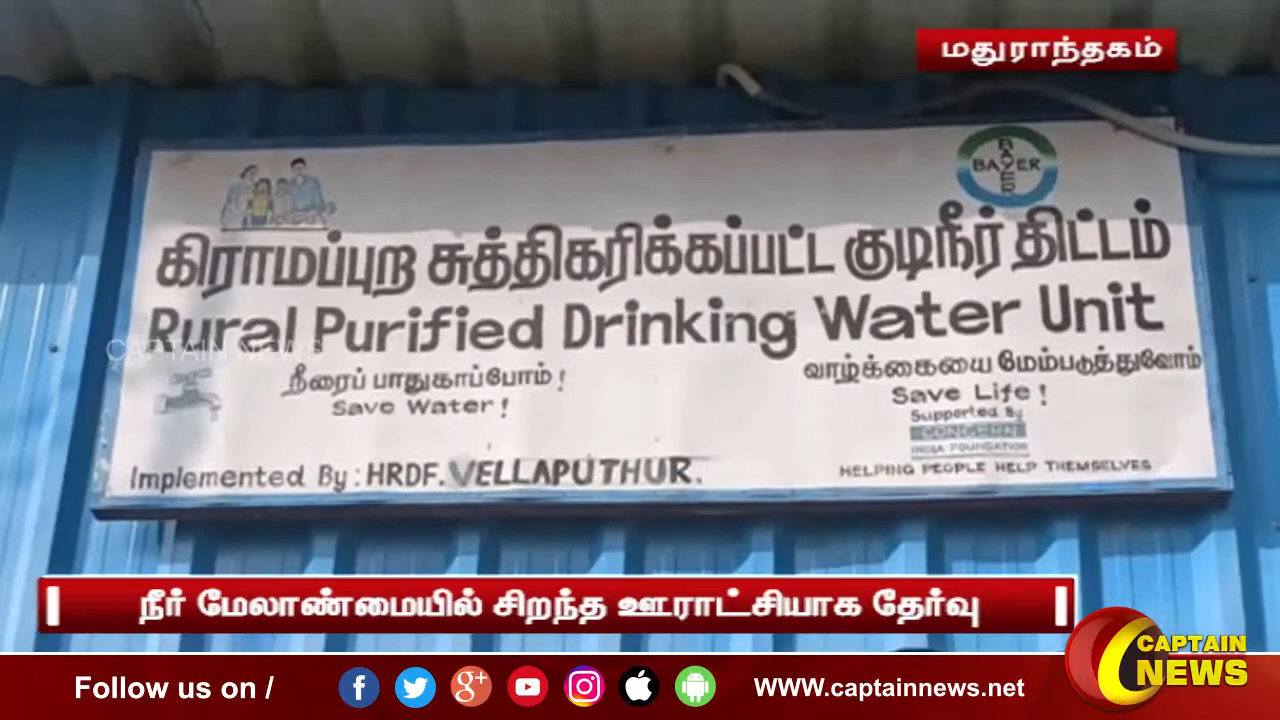 மதுராந்தகம்
BAYER
BAYER
கிராமப்புற சுத்திகரிக்கப்பட்ட குடிநீர் திட்டம்
Rural Purified Drinking Water Unit
CAPTAIN NEWS
நீரைப் பாதுகாப்போம்!
Save Water!
வாழ்க்கையை மேம்படுத்துவோம்
Save Life!
Supported By
CONCERN
INDIA FOUNDATION
HELPING PEOPLE HELP THEMSELVES
Implemented By: HRDF. VELLAPUTHUR.
நீர் மேலாண்மையில் சிறந்த ஊராட்சியாக தேர்வு
Follow us on /
WWW.captainnews.net
CAPTAIN
NEWS